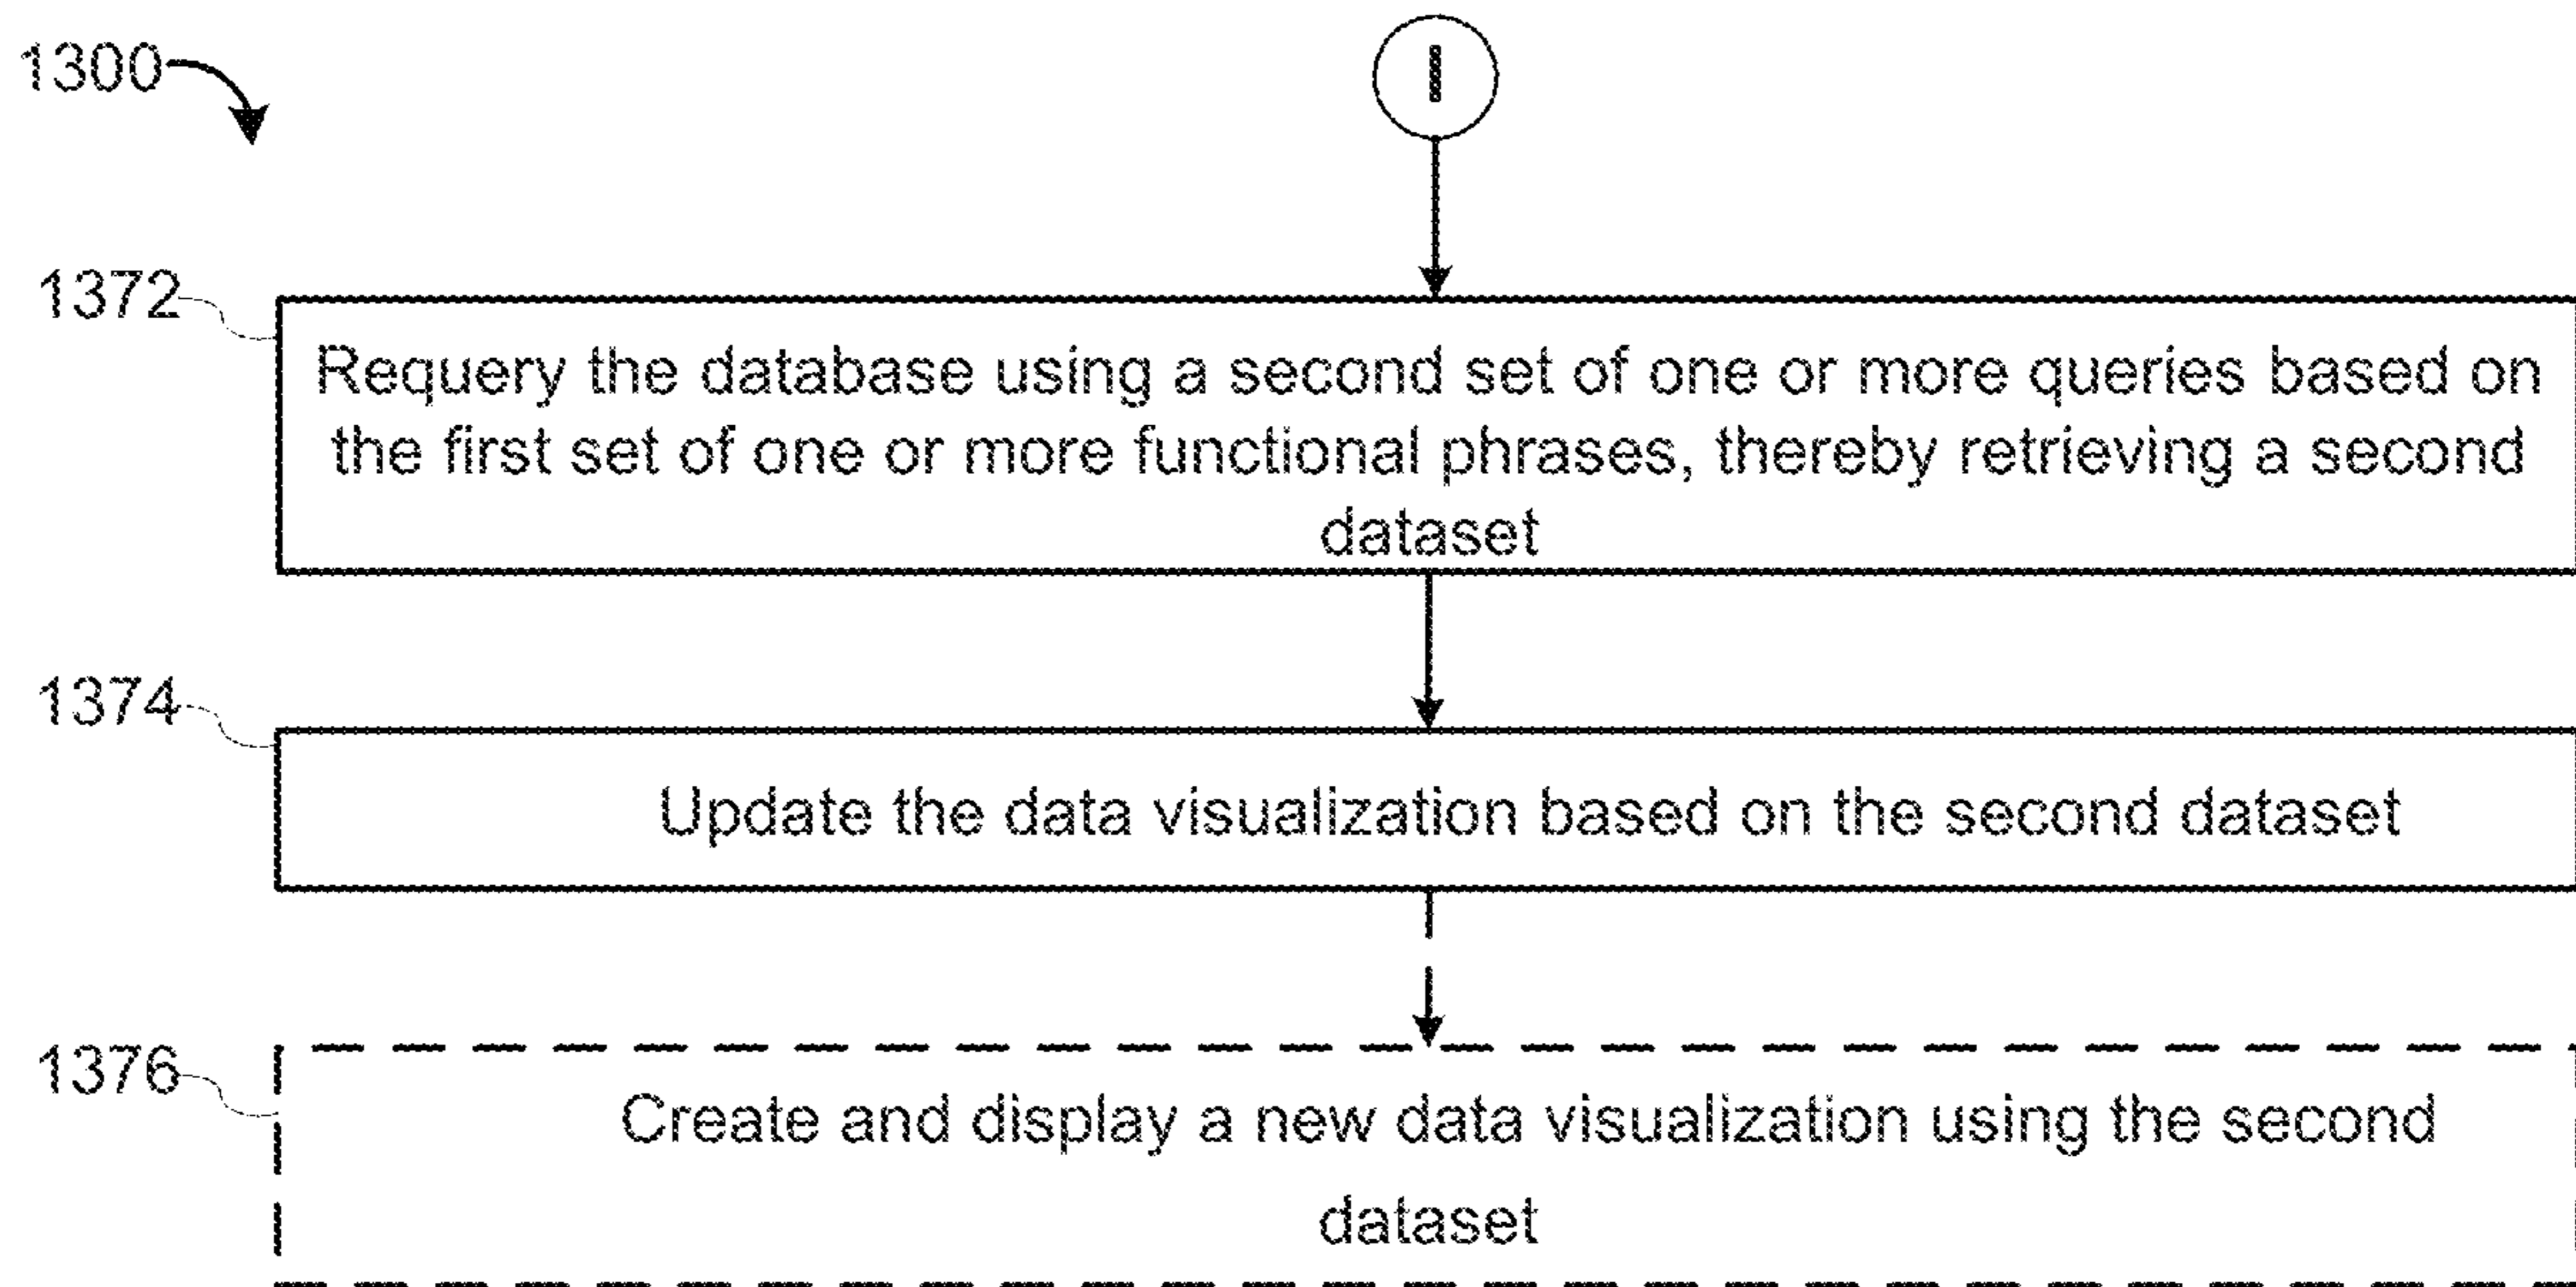 1300
I
1372
Requery the database using a second set of one or more queries based on
the first set of one or more functional phrases, thereby retrieving a second
dataset
1374
Update the data visualization based on the second dataset
1376
Create and display a new data visualization using the second
dataset